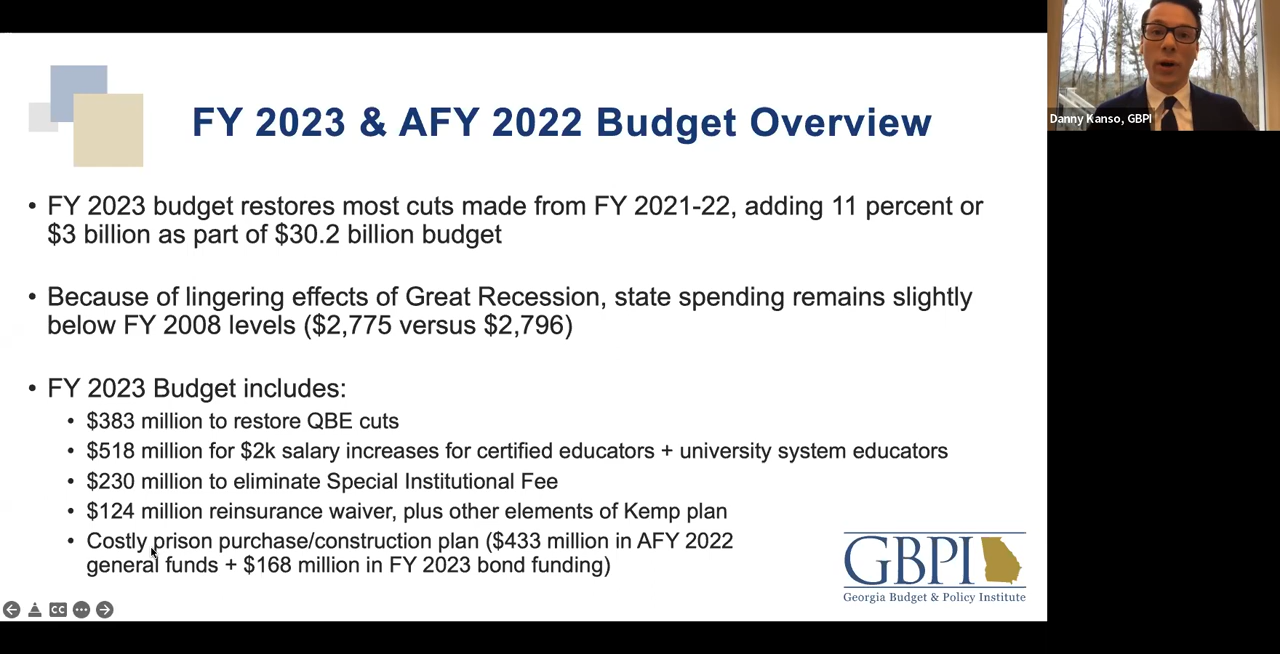 FY 2023 & AFY 2022 Budget Overview
• FY 2023 budget restores most cuts made from FY 2021-22, adding 11 percent or
$3 billion as part of $30.2 billion budget
• Because of lingering effects of Great Recession, state spending remains slightly
below FY 2008 levels ($2,775 versus $2,796)
• FY 2023 Budget includes:
• $383 million to restore QBE cuts
• $518 million for $2k salary increases for certified educators + university system educators
• $230 million to eliminate Special Institutional Fee
• $124 million reinsurance waiver, plus other elements of Kemp plan
• Costly prison purchase/construction plan ($433 million in AFY 2022
general funds + $168 million in FY 2023 bond funding)
GBPI
Georgia Budget & Policy Institute
CC
Danny Kanso, GBPI